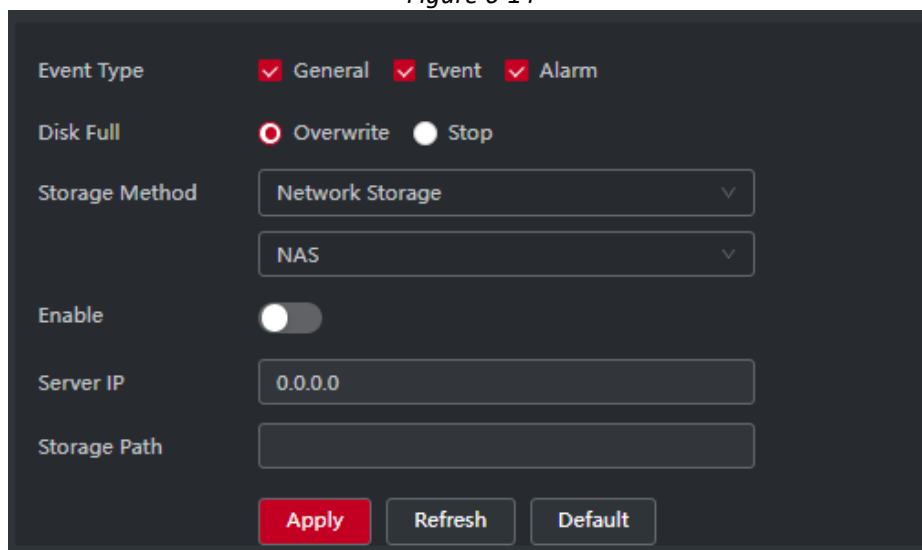 Event Type General Event Alarm
Disk Full Overwrite Stop
Storage Method Network Storage
NAS
Enable
Server IP 0.0.0.0
Storage Path
Apply Refresh Default